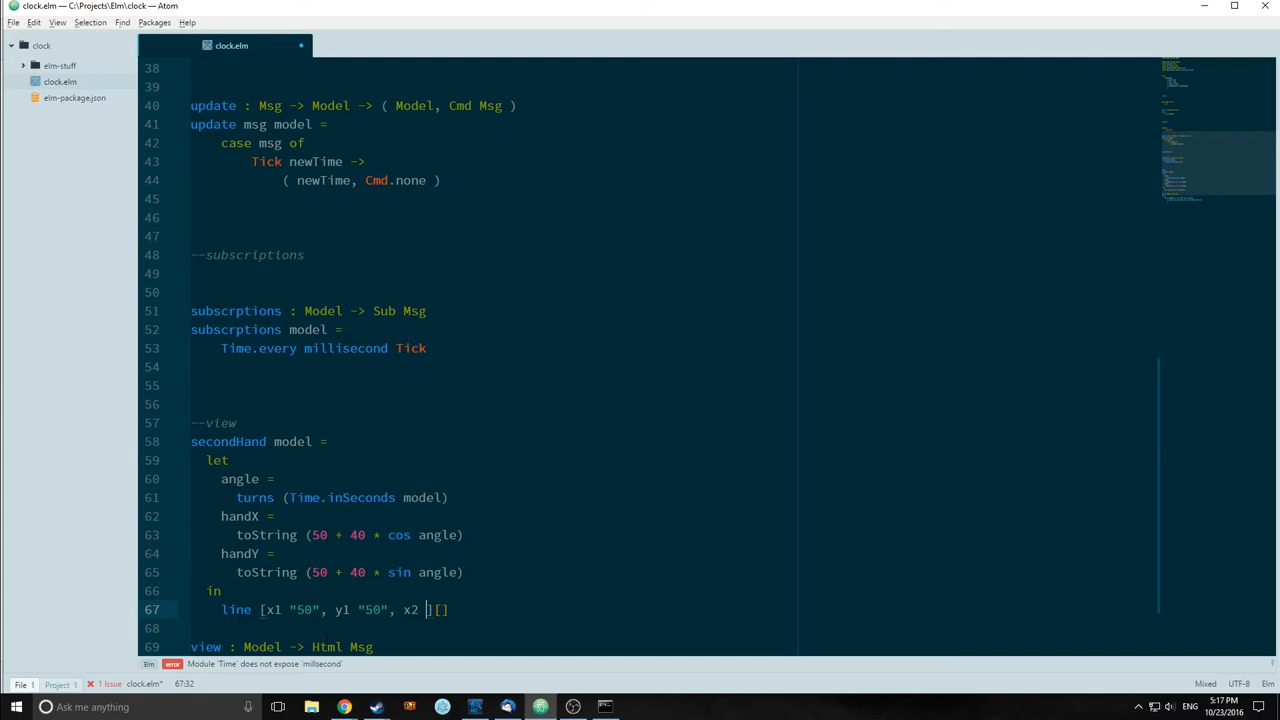 clock.elm — C:\Projects\Elm\clock — Atom
File Edit View Selection Find Packages Help
clock
elm-stuff
clock.elm
elm-package.json
clock.elm
38
39
40 update : Msg -> Model -> ( Model, Cmd Msg )
41 update msg model =
42 case msg of
43 Tick newTime ->
44 ( newTime, Cmd.none )
45
46
47
48 --subscriptions
49
50
51 subscrptions : Model -> Sub Msg
52 subscrptions model =
53 Time.every millisecond Tick
54
55
56
57 --view
58 secondHand model =
59 let
60 angle =
61 turns (Time.inSeconds model)
62 handX =
63 toString (50 + 40 * cos angle)
64 handY =
65 toString (50 + 40 * sin angle)
66 in
67 line [x1 "50", y1 "50", x2 ][]
68
69 view : Model -> Html Msg
Elm error Module 'Time' does not expose 'millsecond'
File 1 Project 1 1 Issue clock.elm* 67:32 Mixed UTF-8 Elm
Ask me anything ENG 5:17 PM
10/23/2016